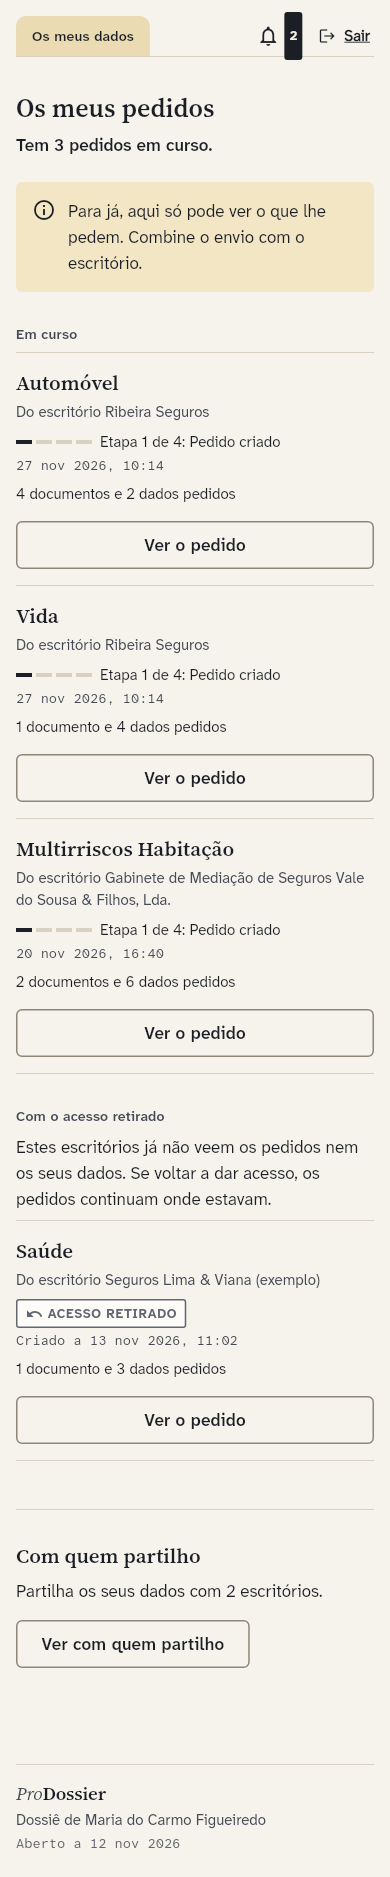 Os meus dados
2
Sair
Os meus pedidos
Tem 3 pedidos em curso.
Para já, aqui só pode ver o que lhe
pedem. Combine o envio com o
escritório.
Em curso
Automóvel
Do escritório Ribeira Seguros
Etapa 1 de 4: Pedido criado
27 nov 2026, 10:14
4 documentos e 2 dados pedidos
Ver o pedido
Vida
Do escritório Ribeira Seguros
Etapa 1 de 4: Pedido criado
27 nov 2026, 10:14
1 documento e 4 dados pedidos
Ver o pedido
Multirriscos Habitação
Do escritório Gabinete de Mediação de Seguros Vale
do Sousa & Filhos, Lda.
Etapa 1 de 4: Pedido criado
20 nov 2026, 16:40
2 documentos e 6 dados pedidos
Ver o pedido
Com o acesso retirado
Estes escritórios já não veem os pedidos nem
os seus dados. Se voltar a dar acesso, os
pedidos continuam onde estavam.
Saúde
Do escritório Seguros Lima & Viana (exemplo)
ACESSO RETIRADO
Criado a 13 nov 2026, 11:02
1 documento e 3 dados pedidos
Ver o pedido
Com quem partilho
Partilha os seus dados com 2 escritórios.
Ver com quem partilho
ProDossier
Dossiê de Maria do Carmo Figueiredo
Aberto a 12 nov 2026